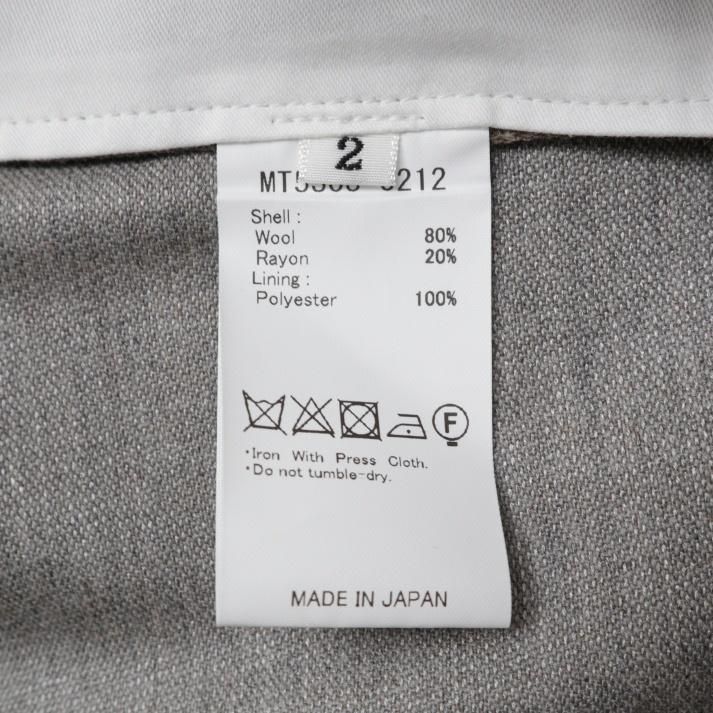 2
Shell :
Wool 80%
Rayon 20%
Lining :
Polyester 100%
F
•Iron With Press Cloth.
•Do not tumble-dry.
MADE IN JAPAN